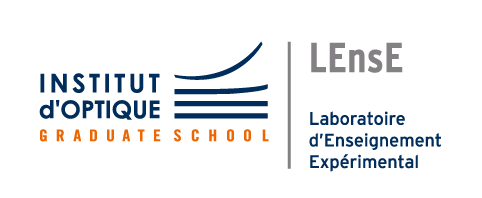 INSTITUT
d'OPTIQUE
GRADUATE SCHOOL
LEnsE
Laboratoire
d'Enseignement
Expérimental